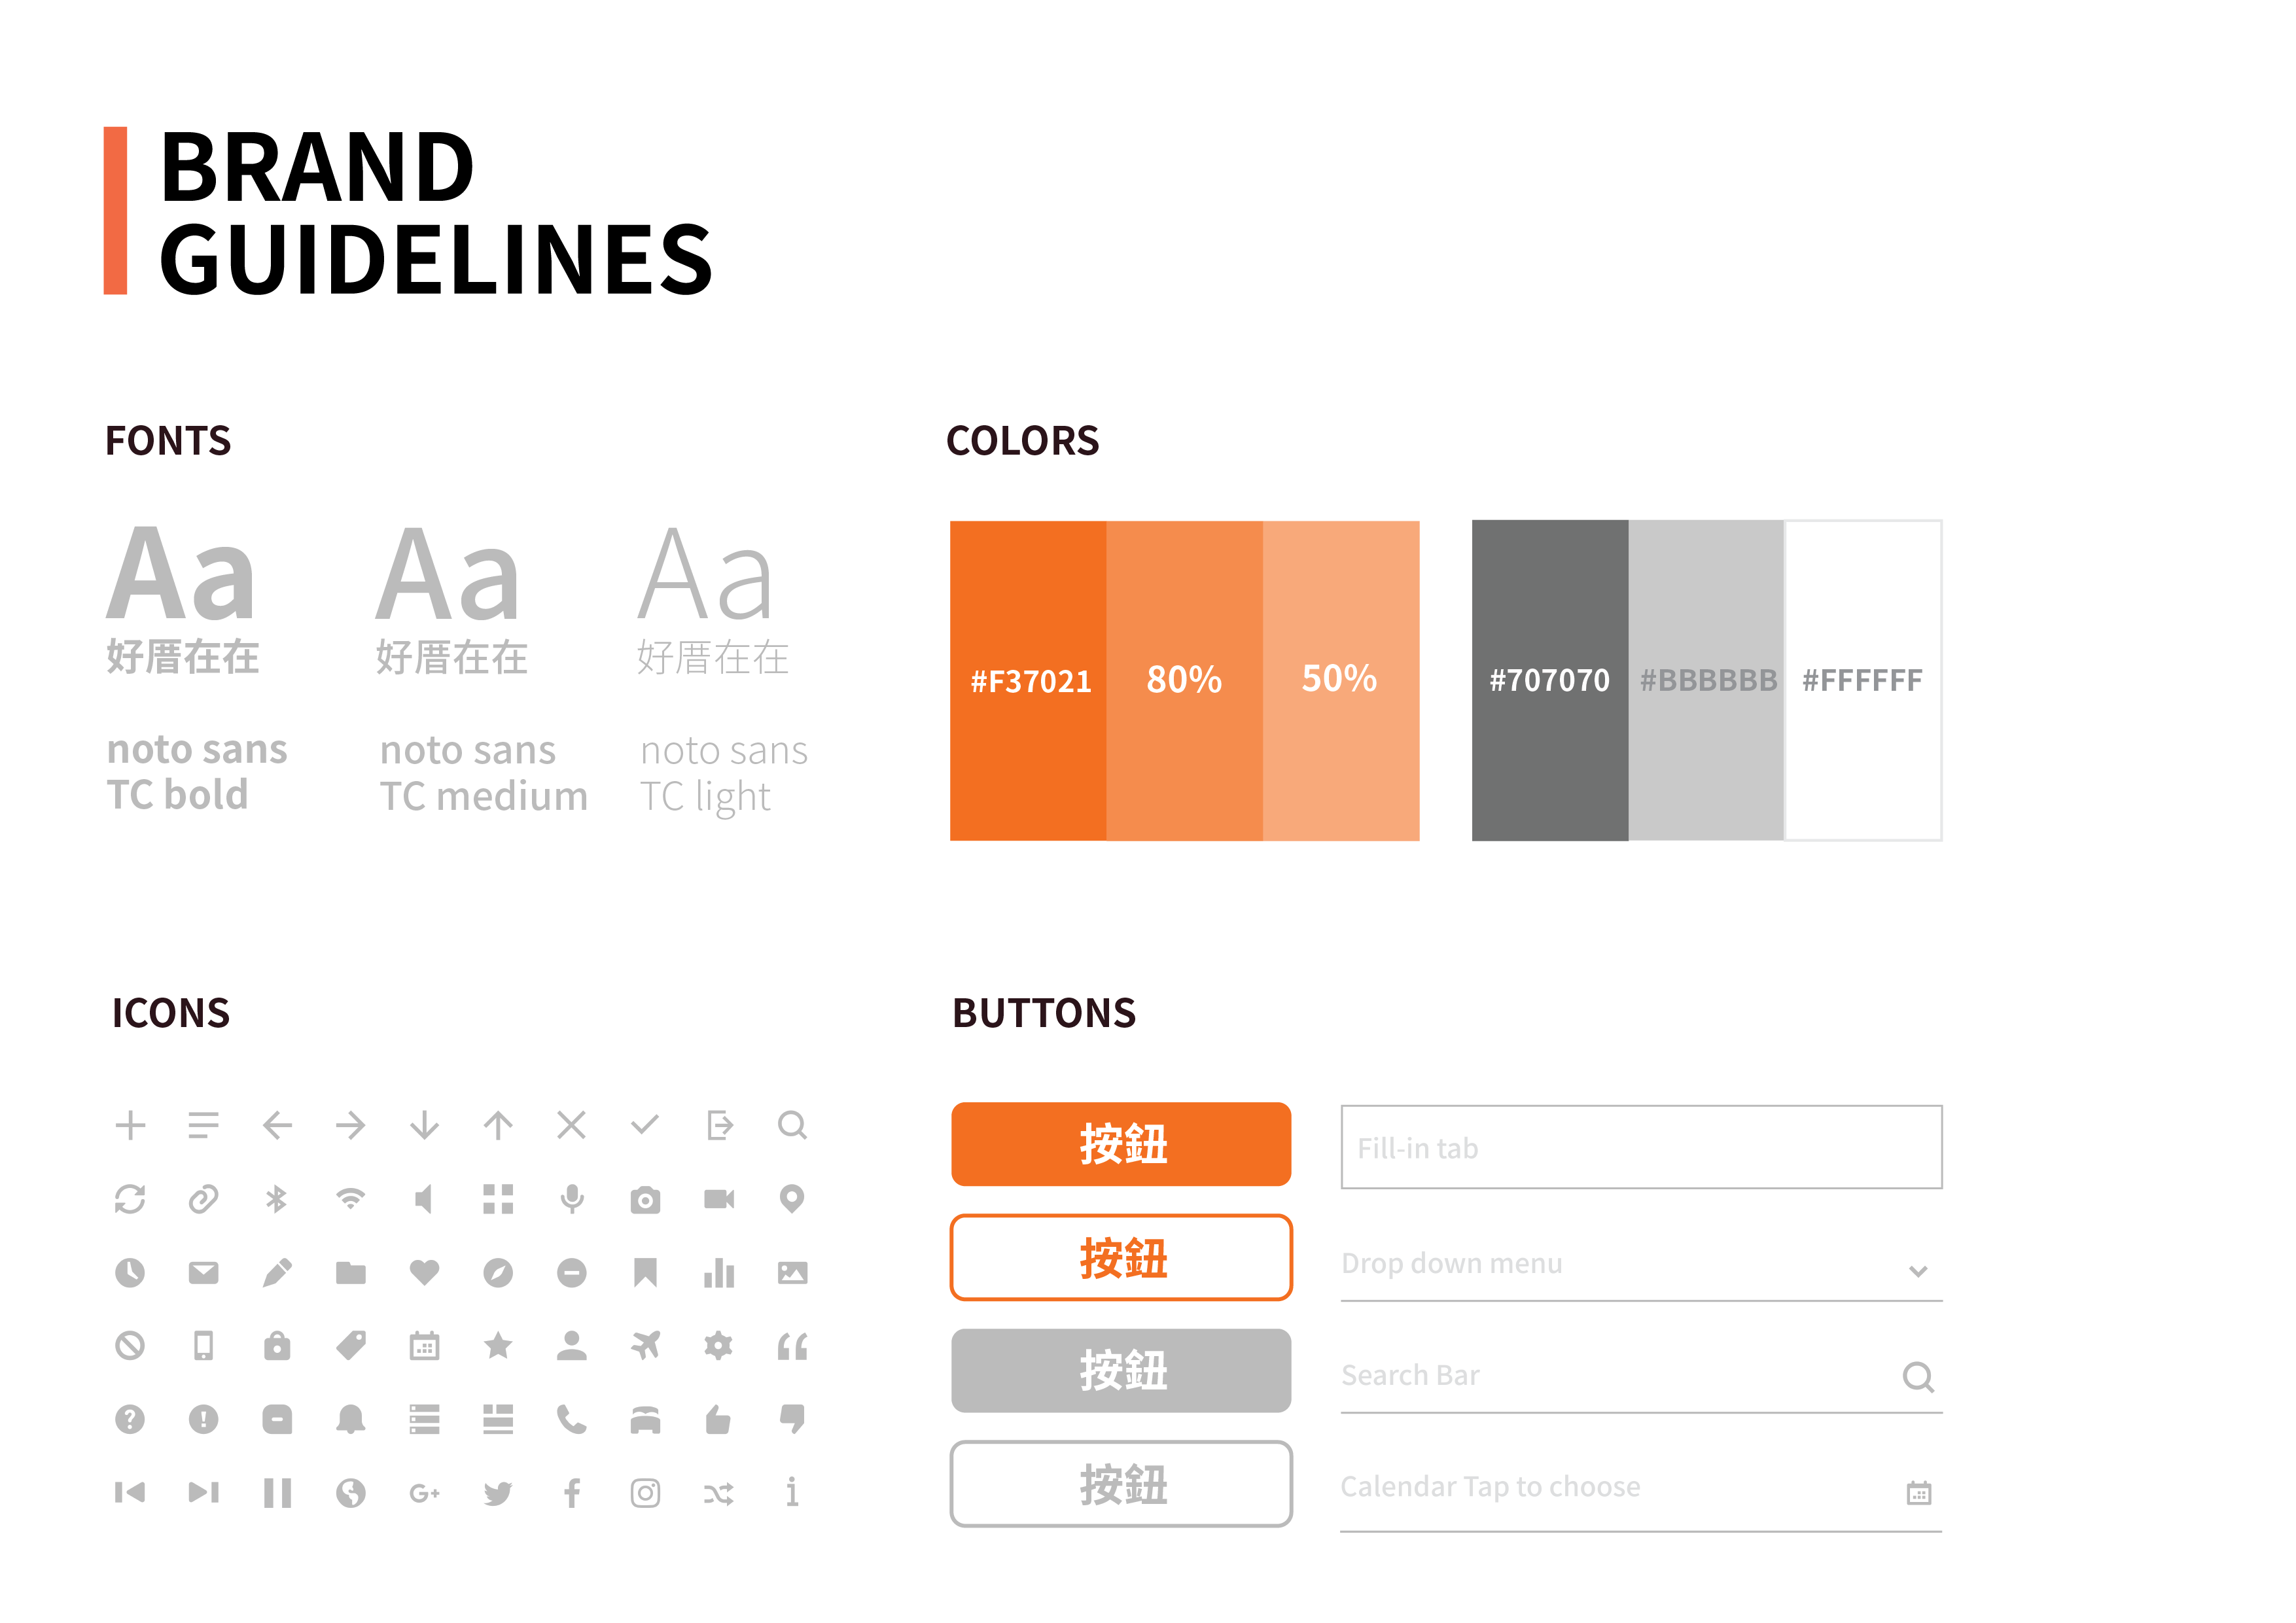 BRAND
GUIDELINES
FONTS
COLORS
Aa
Aa
Aa
好厝在在
好厝在在
好厝在在
noto sans
TC bold
noto sans
TC medium
noto sans
TC light
#F37021
80%
50%
#707070
#BBBBBB
#FFFFFF
ICONS
BUTTONS
按鈕
按鈕
按鈕
按鈕
Fill-in tab
Drop down menu
Search Bar
Calendar Tap to choose